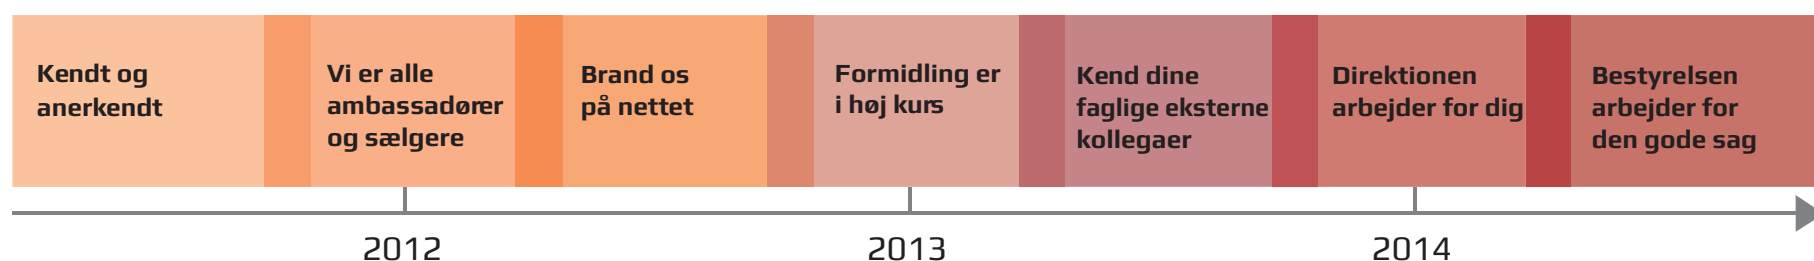 Kendt og
anerkendt
Vi er alle
ambassadører
og sælgere
Brand os
på nettet
Formidling er
i høj kurs
Kend dine
faglige eksterne
kollegaer
Direktionen
arbejder for dig
Bestyrelsen
arbejder for
den gode sag
2012
2013
2014